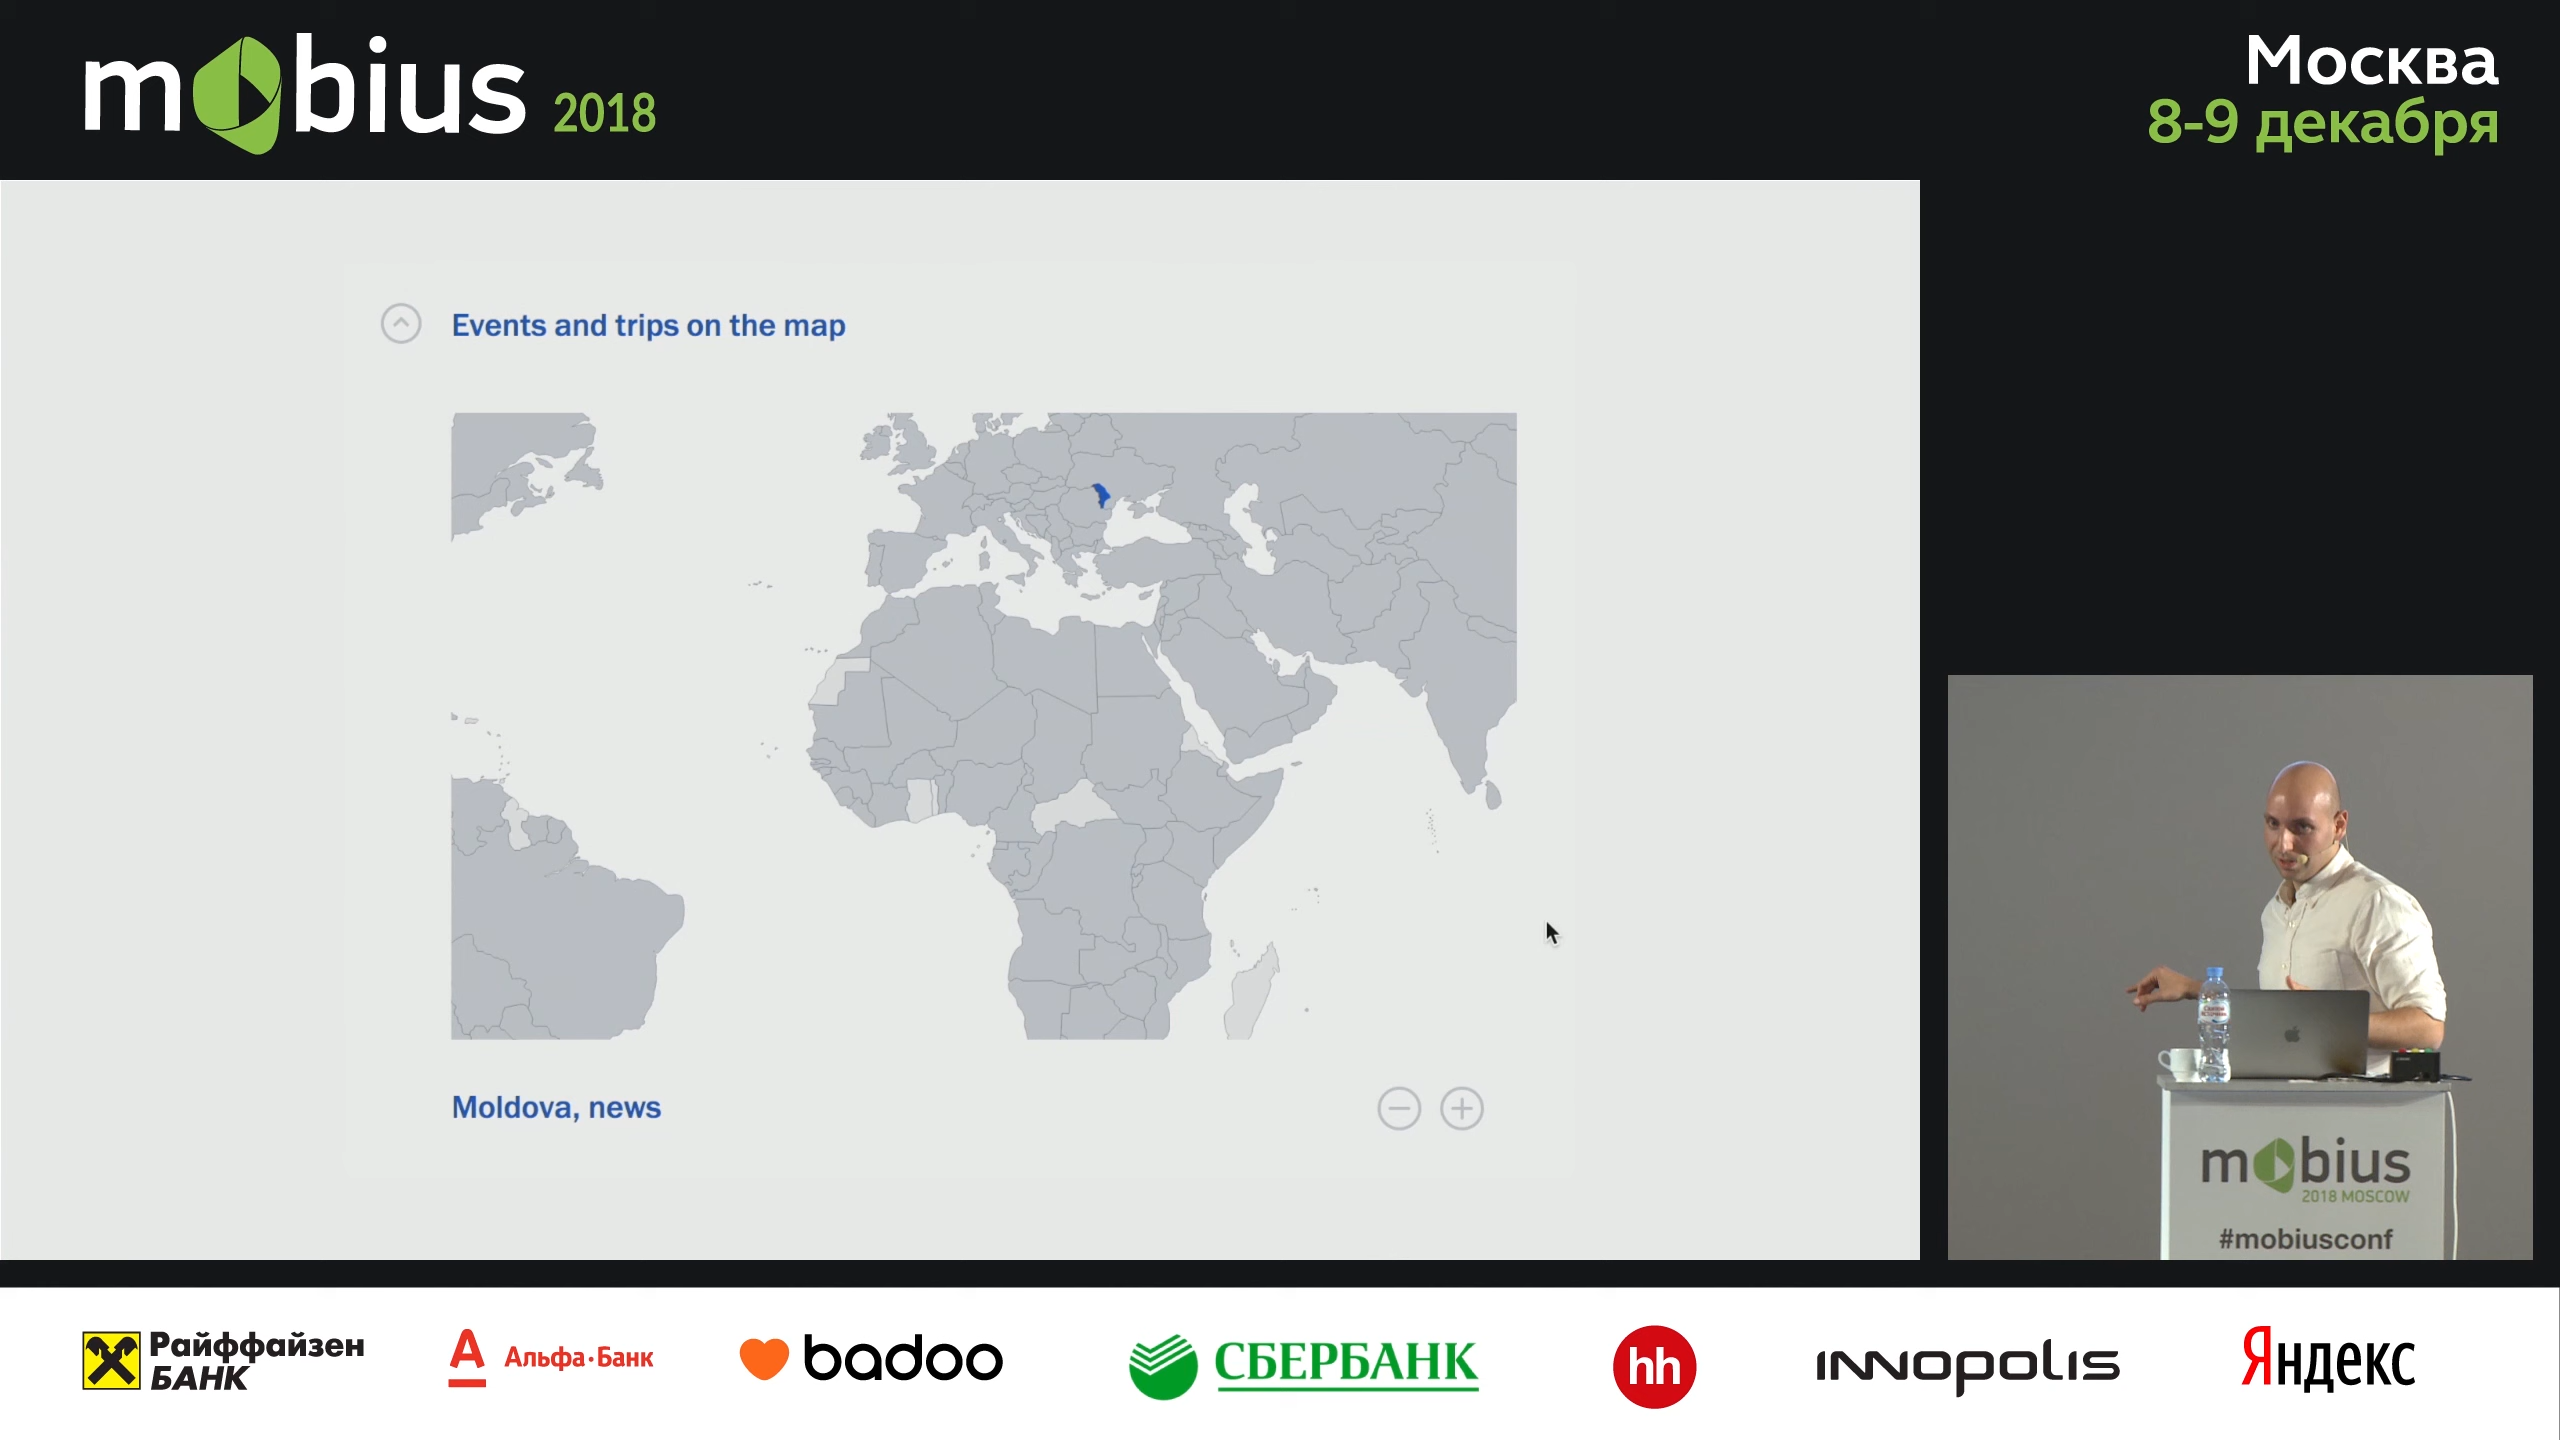 mobius 2018
Москва
8-9 декабря
Events and trips on the map
Moldova, news
mobius
2018 MOSCOW
#mobiusconf
Райффайзен
БАНК
Альфа·Банк
badoo
СБЕРБАНК
hh
INNOPOLIS
Яндекс